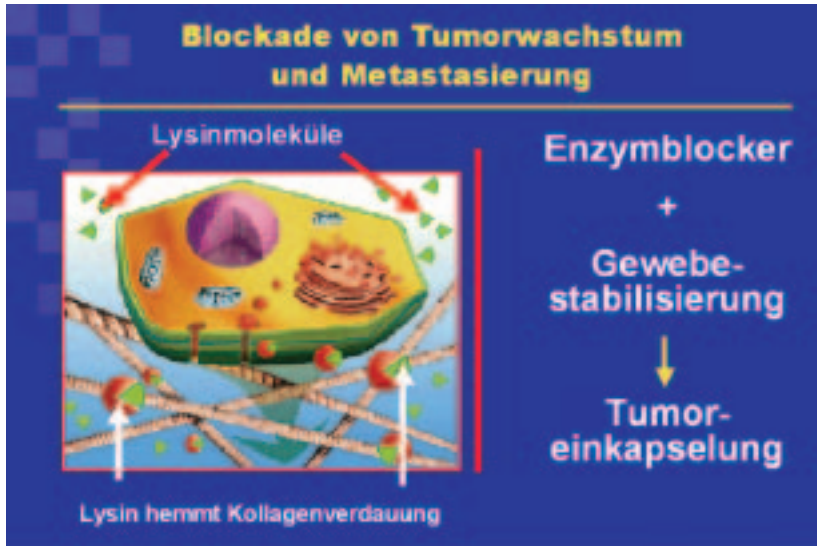 Blockade von Tumorwachstum
und Metastasierung
Lysinmoleküle
Lysin hemmt Kollagenverdauung
Enzymblocker
+
Gewebe-
stabilisierung
Tumor-
einkapselung